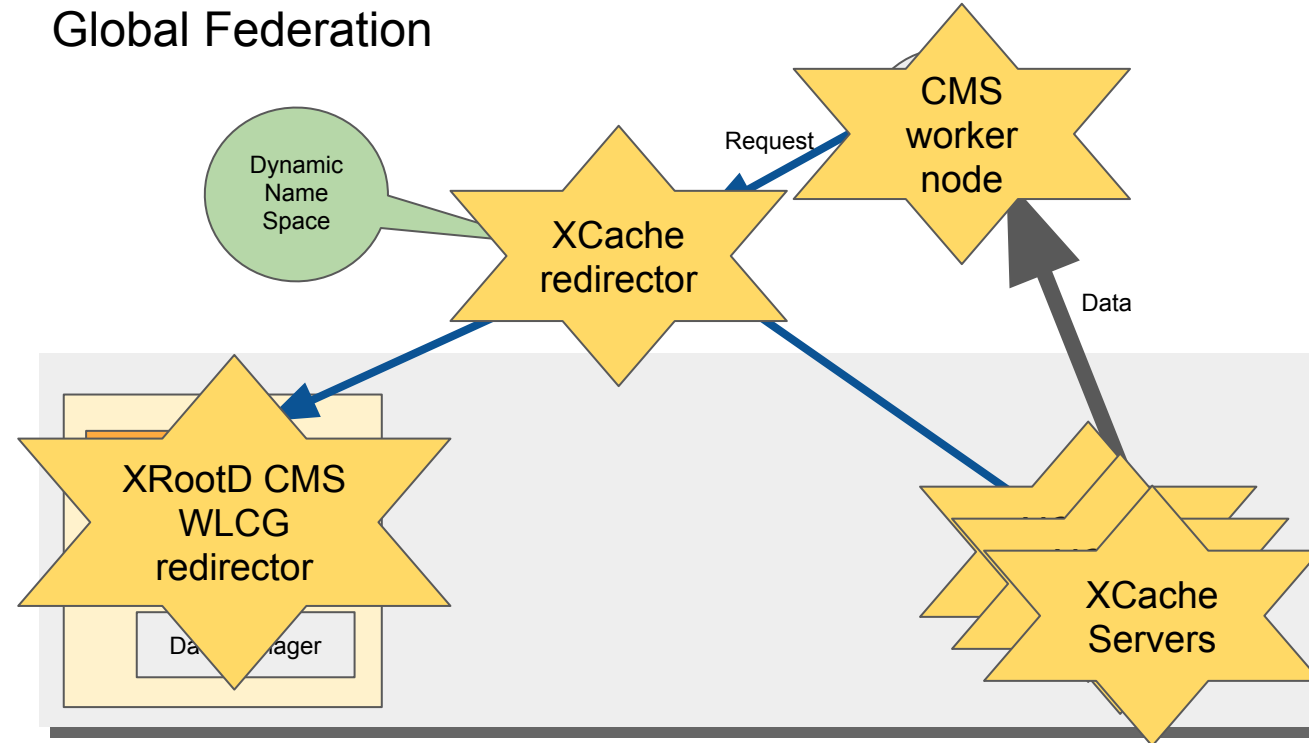 Global Federation
CMS
worker
node
Request
Dynamic
Name
Space
XCache
redirector
Data
XRootD CMS
WLCG
redirector
XCache
Servers